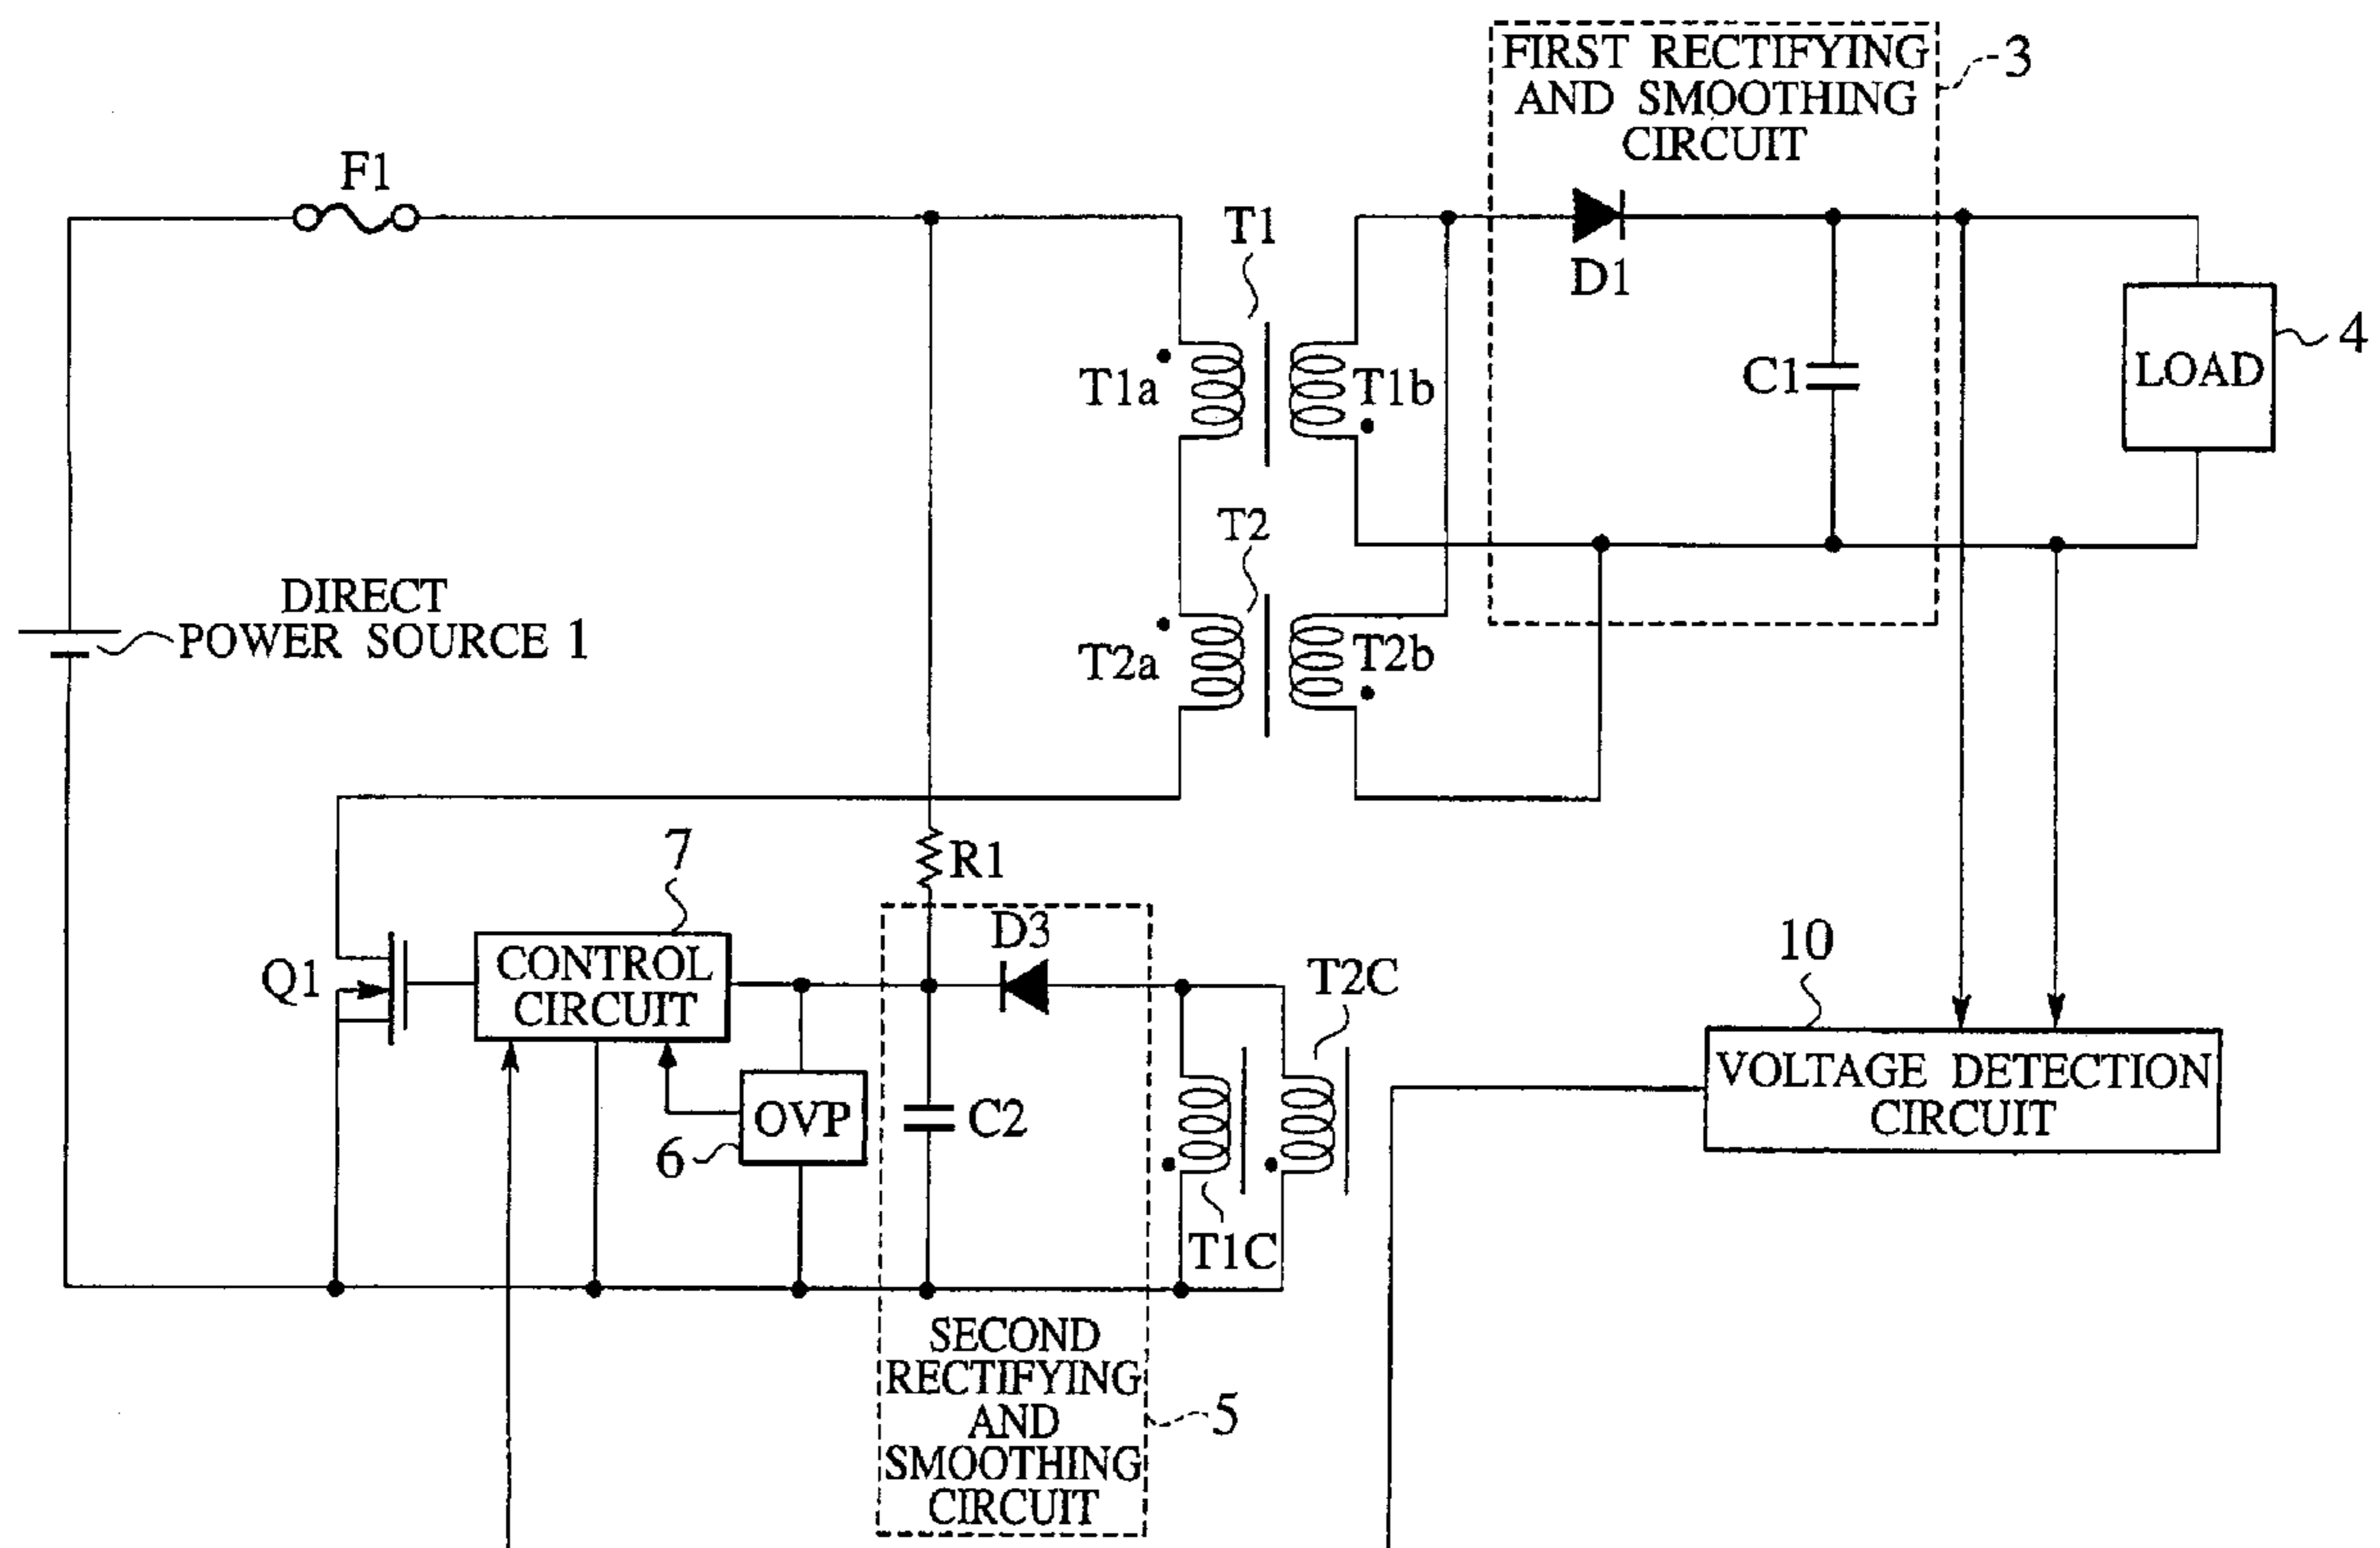 FIRST RECTIFYING
AND SMOOTHING
CIRCUIT
3
F1
T1
D1
T1a
T1b
C1
LOAD
4
T2
DIRECT
POWER SOURCE 1
T2a
T2b
7
R1
D3
Q1
CONTROL
CIRCUIT
T2C
10
OVP
6
C2
VOLTAGE DETECTION
CIRCUIT
T1C
SECOND
RECTIFYING
AND
SMOOTHING
CIRCUIT
5